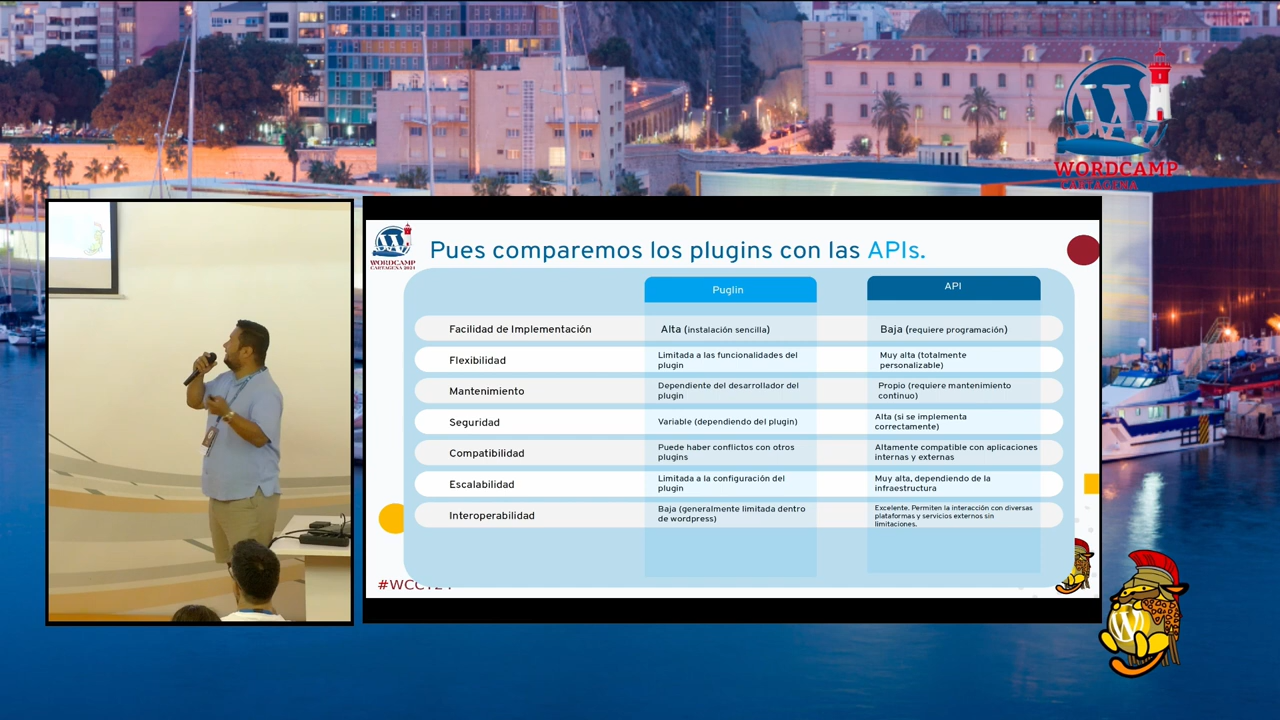 WORDCAMP
CARTAGENA
WORDCAMP
CARTAGENA 2024
Pues comparemos los plugins con las APIs.
Puglin
API
Facilidad de Implementación
Alta (instalación sencilla)
Baja (requiere programación)
Flexibilidad
Limitada a las funcionalidades del
plugin
Muy alta (totalmente
personalizable)
Mantenimiento
Dependiente del desarrollador del
plugin
Propio (requiere mantenimiento
continuo)
Seguridad
Variable (dependiendo del plugin)
Alta (si se implementa
correctamente)
Compatibilidad
Puede haber conflictos con otros
plugins
Altamente compatible con aplicaciones
internas y externas
Escalabilidad
Limitada a la configuración del
plugin
Muy alta, dependiendo de la
infraestructura
Interoperabilidad
Baja (generalmente limitada dentro
de wordpress)
Excelente. Permiten la interacción con diversas
plataformas y servicios externos sin
limitaciones.